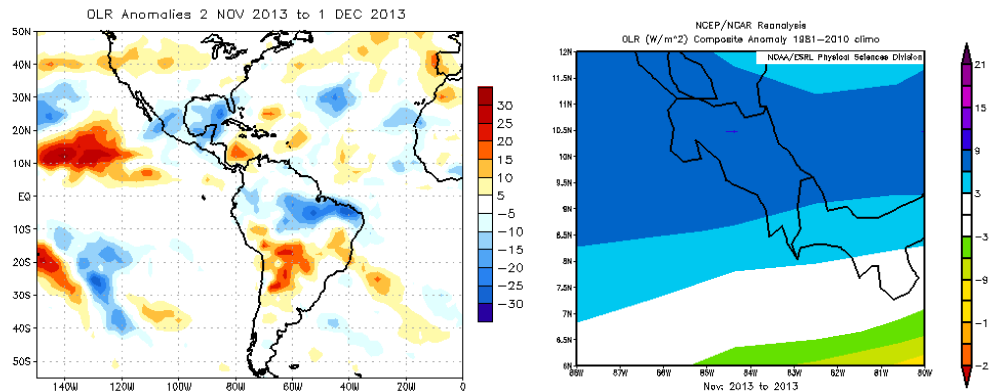 OLR Anomalies 2 NOV 2013 to 1 DEC 2013
50N
40N
30N
20N
10N
EQ
10S
20S
30S
40S
50S
140W
120W
100W
80W
60W
40W
20W
0
30
25
20
15
10
5
-5
-10
-15
-20
-25
-30
NCEP/NCAR Reanalysis
OLR (W/m^2) Composite Anomaly 1981-2010 climo
NOAA/ESRL Physical Sciences Division
12N
11.5N
11N
10.5N
10N
9.5N
9N
8.5N
8N
7.5N
7N
6.5N
6N
88W
87W
86W
85W
84W
83W
82W
81W
80W
Nov: 2013 to 2013
21
15
9
3
-3
-9
-1
-2